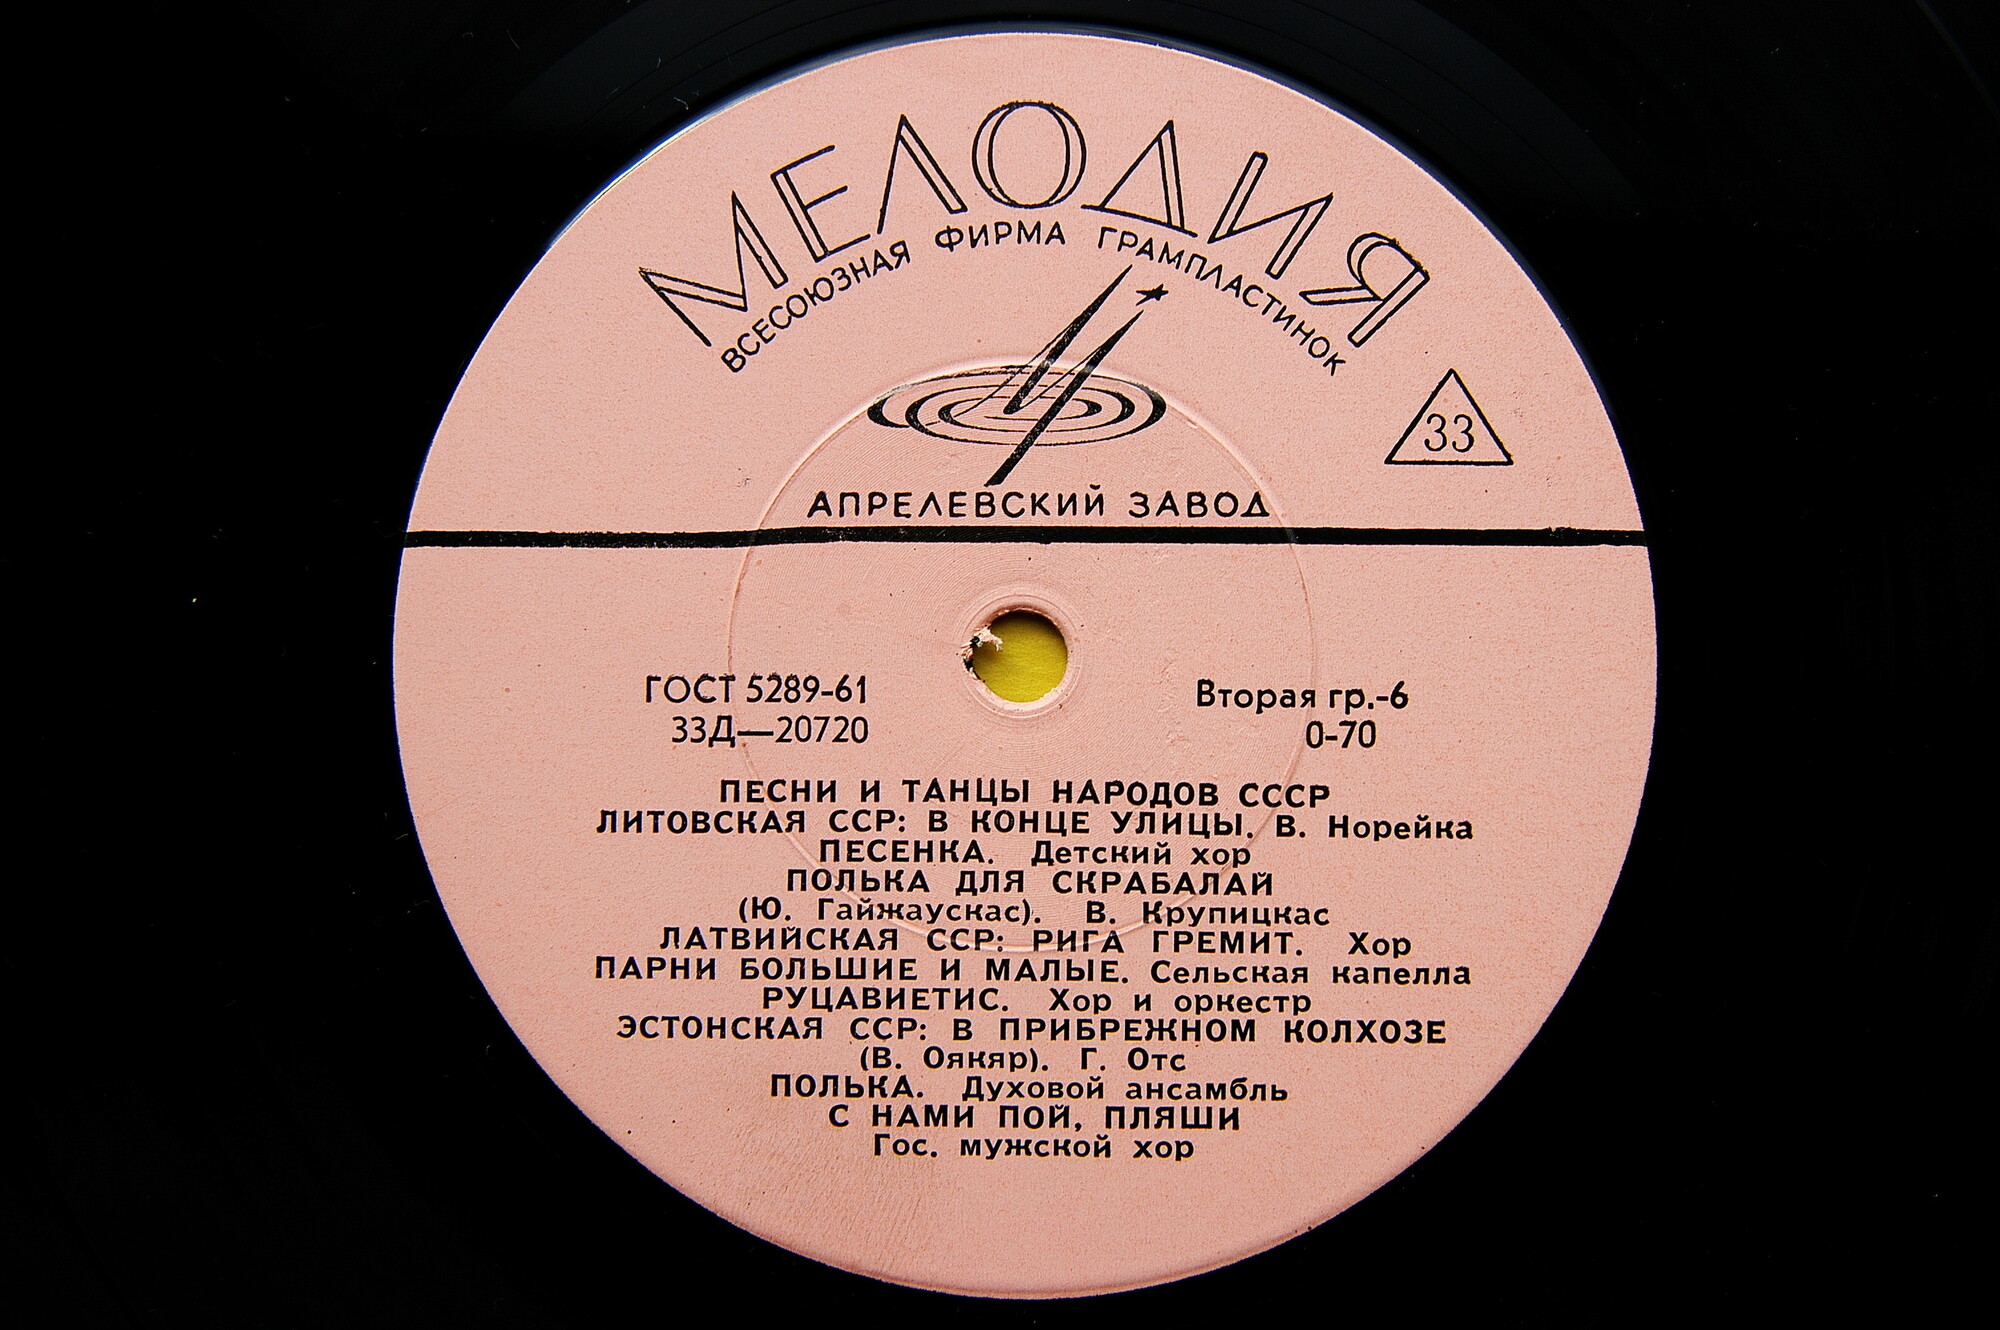 МЕЛОДИЯ
ВСЕСОЮЗНАЯ ФИРМА ГРАМПЛАСТИНОК
33
АПРЕЛЕВСКИЙ ЗАВОД
ГОСТ 5289-61
33Д—20720
Вторая гр.-6
0-70
ПЕСНИ И ТАНЦЫ НАРОДОВ СССР
ЛИТОВСКАЯ ССР: В КОНЦЕ УЛИЦЫ. В. Норейка
ПЕСЕНКА. Детский хор
ПОЛЬКА ДЛЯ СКРАБАЛАЙ
(Ю. Гайжаускас). В. Крупицкас
ЛАТВИЙСКАЯ ССР: РИГА ГРЕМИТ. Хор
ПАРНИ БОЛЬШИЕ И МАЛЫЕ. Сельская капелла
РУЦАВИЕТИС. Хор и оркестр
ЭСТОНСКАЯ ССР: В ПРИБРЕЖНОМ КОЛХОЗЕ
(В. Оякяр). Г. Отс
ПОЛЬКА. Духовой ансамбль
С НАМИ ПОЙ, ПЛЯШИ
Гос. мужской хор